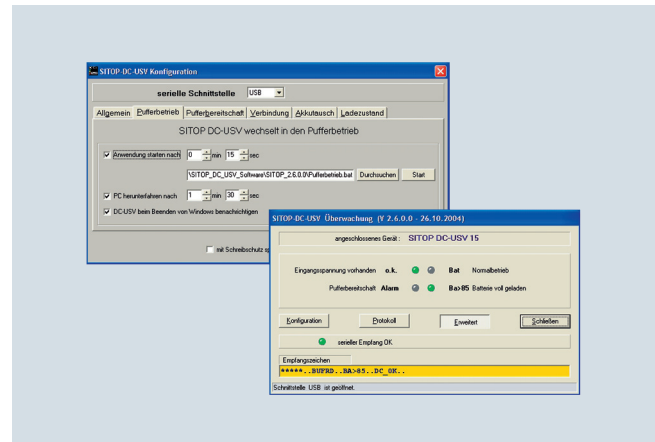 SITOP-DC-USV Konfiguration
serielle Schnittstelle USB
Allgemein Pufferbetrieb Pufferbereitschaft Verbindung Akkutausch Ladezustand
SITOP DC-USV wechselt in den Pufferbetrieb
Anwendung starten nach 0 min 15 sec
\SITOP_DC_USV_Software\SITOP_2.6.0.0\Pufferbetrieb.bat Durchsuchen Start
PC herunterfahren nach 1 min 30 sec
DC-USV beim Beenden von Windows benachrichtigen
mit Schreibschutz sp
SITOP-DC-USV Überwachung (Y 2.6.0.0 - 26.10.2004)
angeschlossenes Gerät: SITOP DC-USV 15
Eingangsspannung vorhanden o.k. Bat Normalbetrieb
Pufferbereitschaft Alarm Ba>85 Batterie voll geladen
Konfiguration Protokoll Erweitert Schließen
serieller Empfang OK
Empfangszeichen
*****..BUFRD..BA>85..DC_OK..
Schnittstelle USB ist geöffnet.